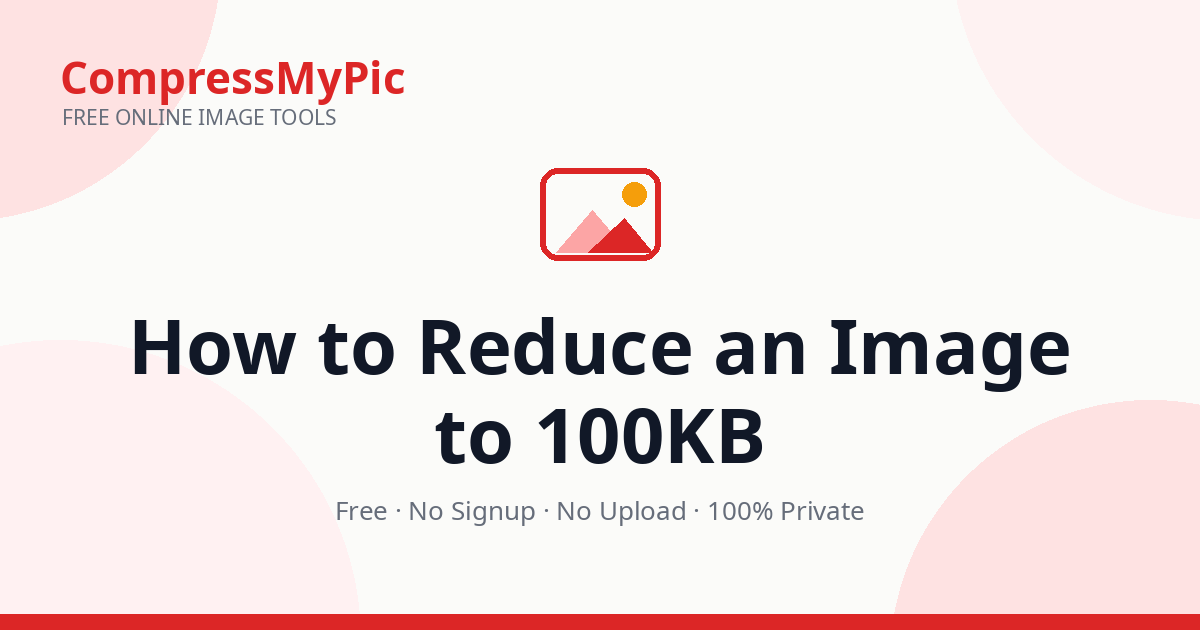 CompressMyPic
FREE ONLINE IMAGE TOOLS
How to Reduce an Image
to 100KB
Free · No Signup · No Upload · 100% Private